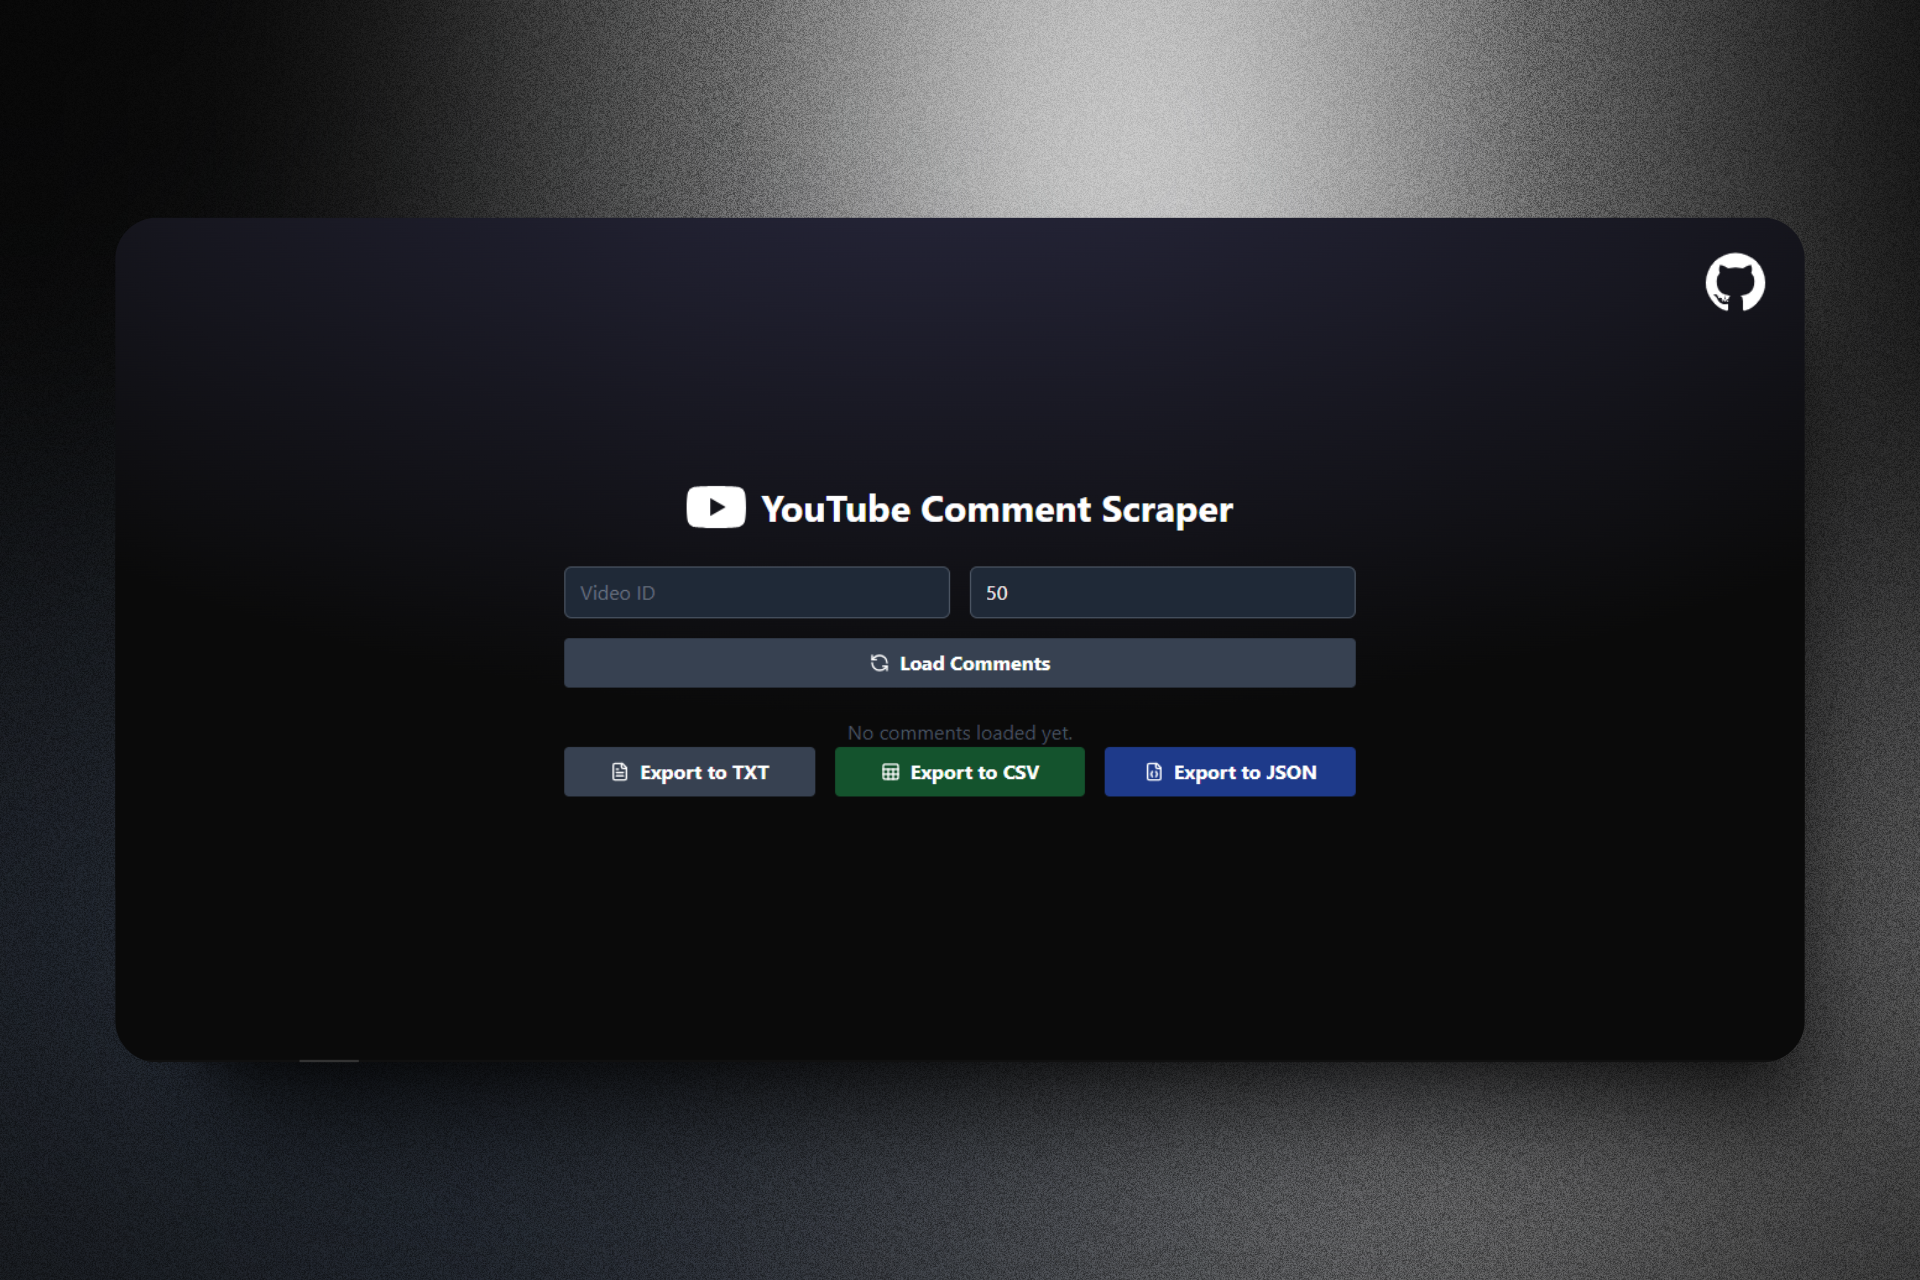 YouTube Comment Scraper
Video ID
50
Load Comments
No comments loaded yet.
Export to TXT
Export to CSV
Export to JSON